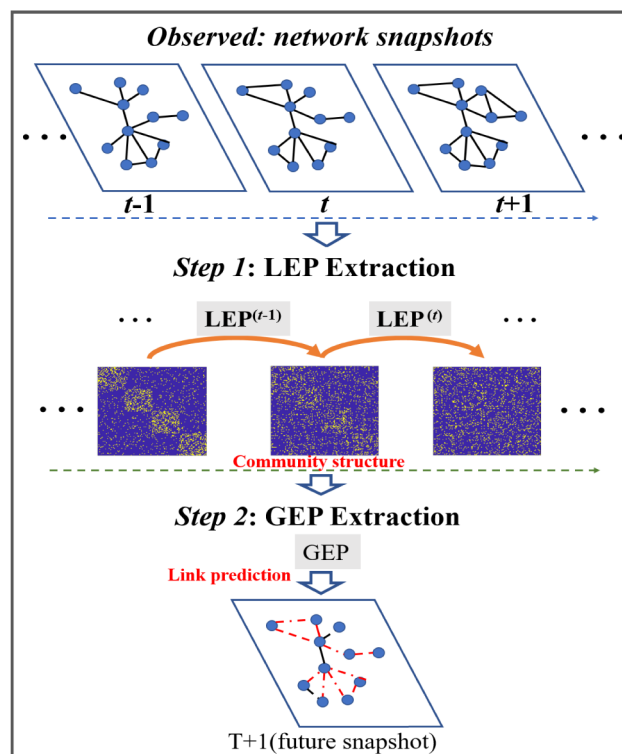 Observed: network snapshots
. . .
. . .
t-1
t
t+1
Step 1: LEP Extraction
. . .
LEP(t-1)
LEP(t)
. . .
. . .
. . .
Community structure
Step 2: GEP Extraction
GEP
Link prediction
T+1(future snapshot)